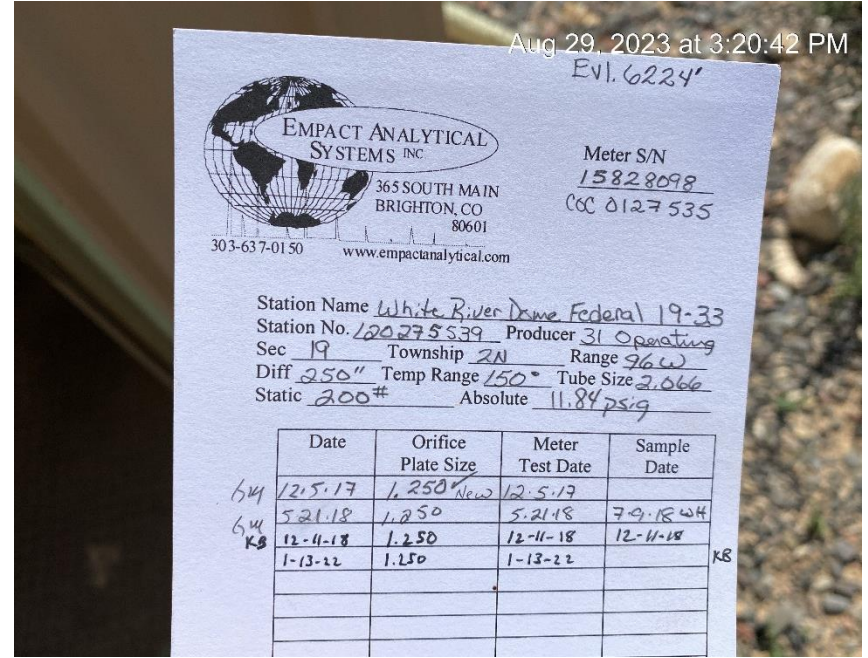 Aug 29, 2023 at 3:20:42 PM
Evl. 6224'
EMPACT ANALYTICAL
SYSTEMS INC
365 SOUTH MAIN
BRIGHTON, CO
80601
303-637-0150
www.empactanalytical.com
Meter S/N
15828098
COC 0127535
Station Name White River Dome Federal 19-33
Station No. 120275539 Producer 31 Operating
Sec 19 Township 2N Range 96W
Diff 250" Temp Range 150° Tube Size 2.066
Static 200# Absolute 11.84 psig
Date Orifice Plate Size Meter Test Date Sample Date
12.5.17 1.250" New 12.5.17
5.21.18 1.250 5.21.18 7.9.18 WH
KB 12-11-18 1.250 12-11-18 12-11-18
1-13-22 1.250 1-13-22 KB